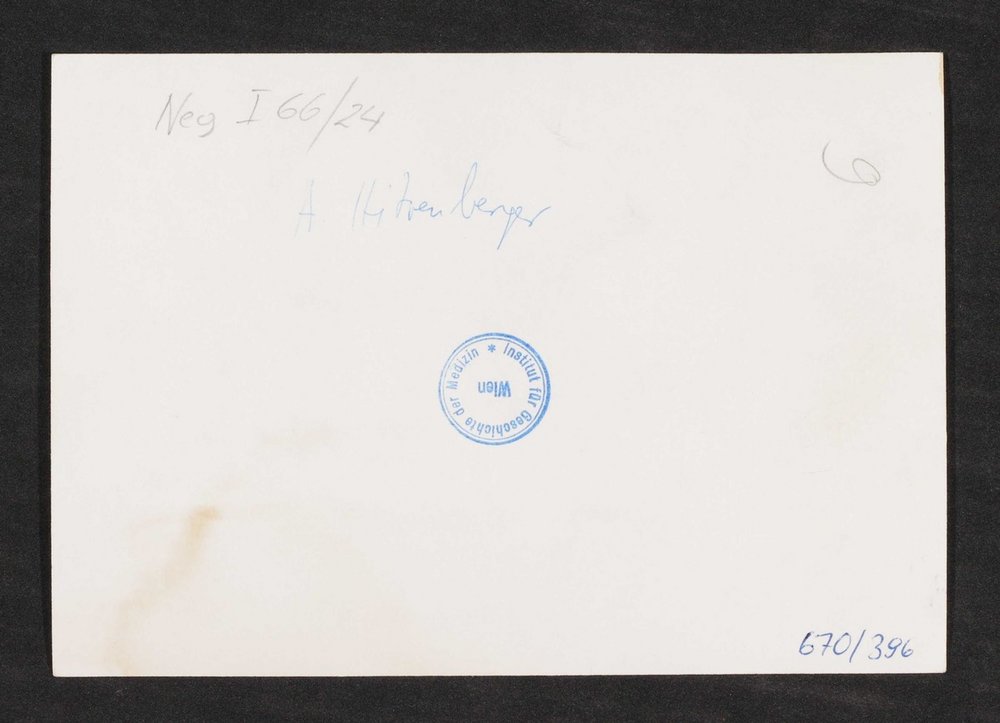 Neg I 66/24
6
A. Hitzenberger
Institut für Geschichte der Medizin *
Wien
670/396